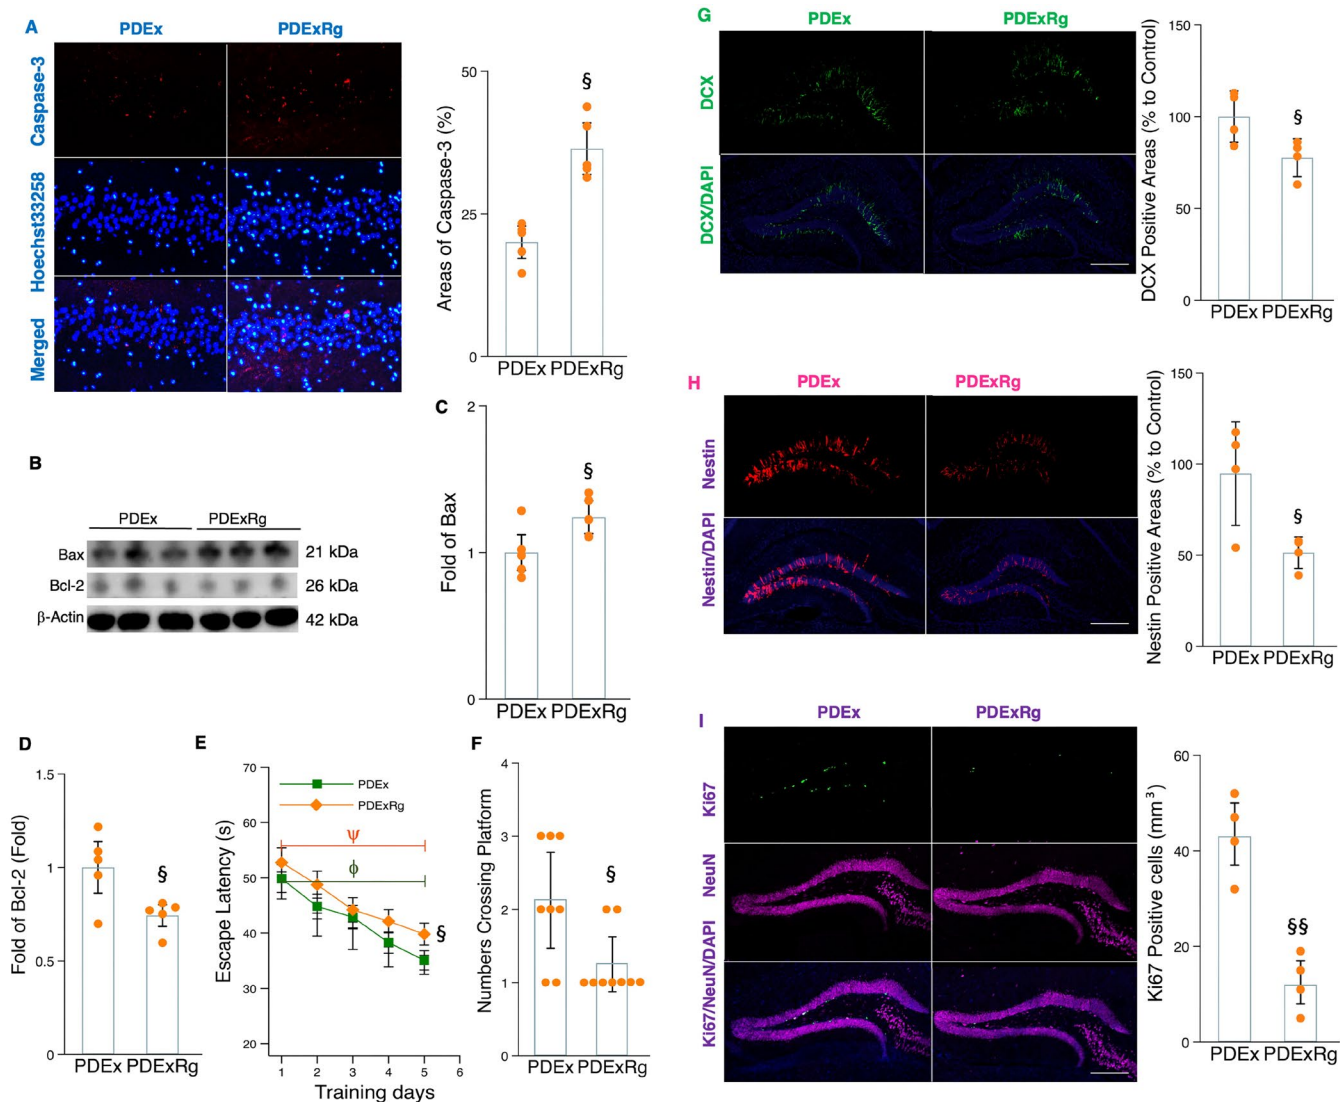 A
PDEx
PDExRg
Caspase-3
Hoechst33258
Merged
Areas of Caspase-3 (%)
50
25
0
§
PDEx PDExRg
B
PDEx
PDExRg
Bax
21 kDa
Bcl-2
26 kDa
β-Actin
42 kDa
C
Fold of Bax
2
1
0
§
PDEx PDExRg
D
Fold of Bcl-2 (Fold)
1.5
1
0.5
0
§
PDEx PDExRg
E
Escape Latency (s)
70
60
50
40
30
20
PDEx
PDExRg
ψ
ϕ
§
1 2 3 4 5 6
Training days
F
Numbers Crossing Platform
4
3
2
1
0
§
PDEx PDExRg
G
PDEx
PDExRg
DCX
DCX/DAPI
DCX Positive Areas (% to Control)
150
100
50
0
§
PDEx PDExRg
H
PDEx
PDExRg
Nestin
Nestin/DAPI
Nestin Positive Areas (% to Control)
150
100
50
0
§
PDEx PDExRg
I
PDEx
PDExRg
Ki67
NeuN
Ki67/NeuN/DAPI
Ki67 Positive cells (mm³)
60
40
20
0
§§
PDEx PDExRg